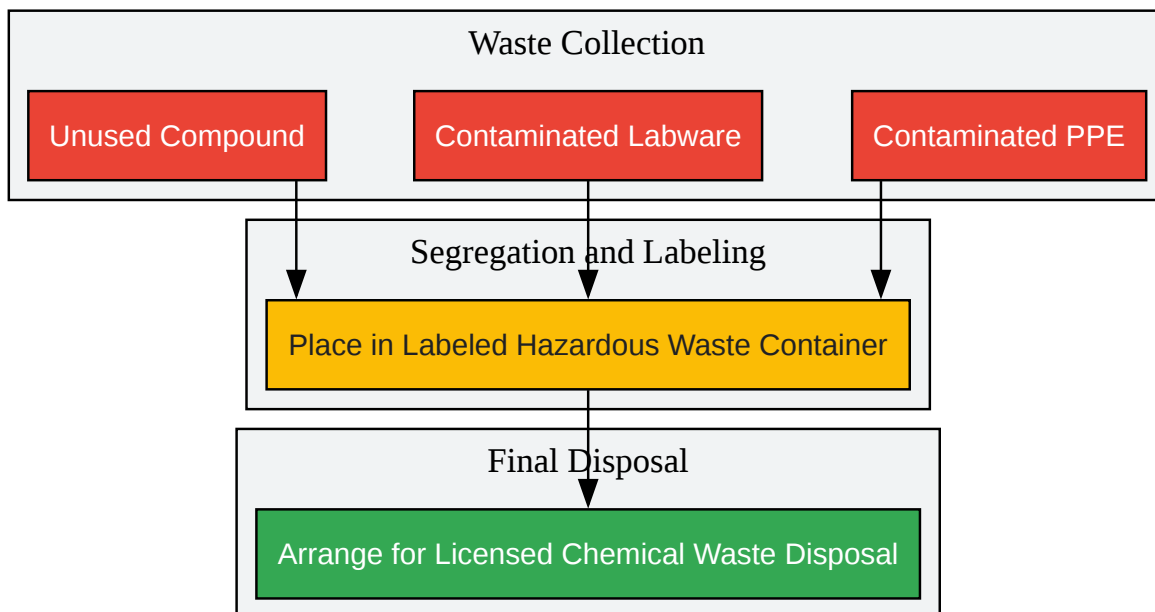 Waste Collection
Unused Compound
Contaminated Labware
Contaminated PPE
Segregation and Labeling
Place in Labeled Hazardous Waste Container
Final Disposal
Arrange for Licensed Chemical Waste Disposal